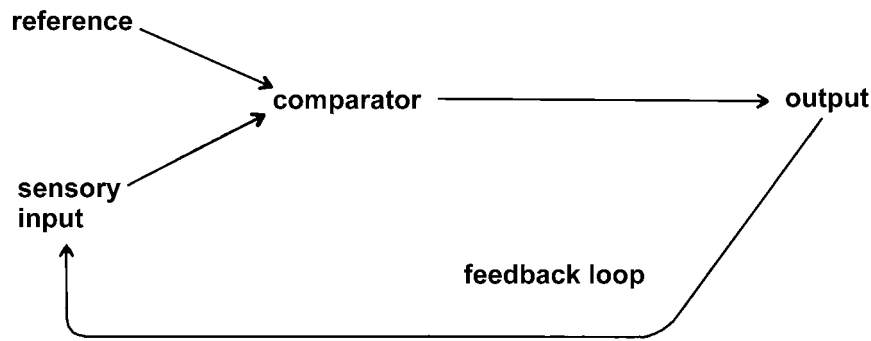 reference
comparator
output
sensory
input
feedback loop